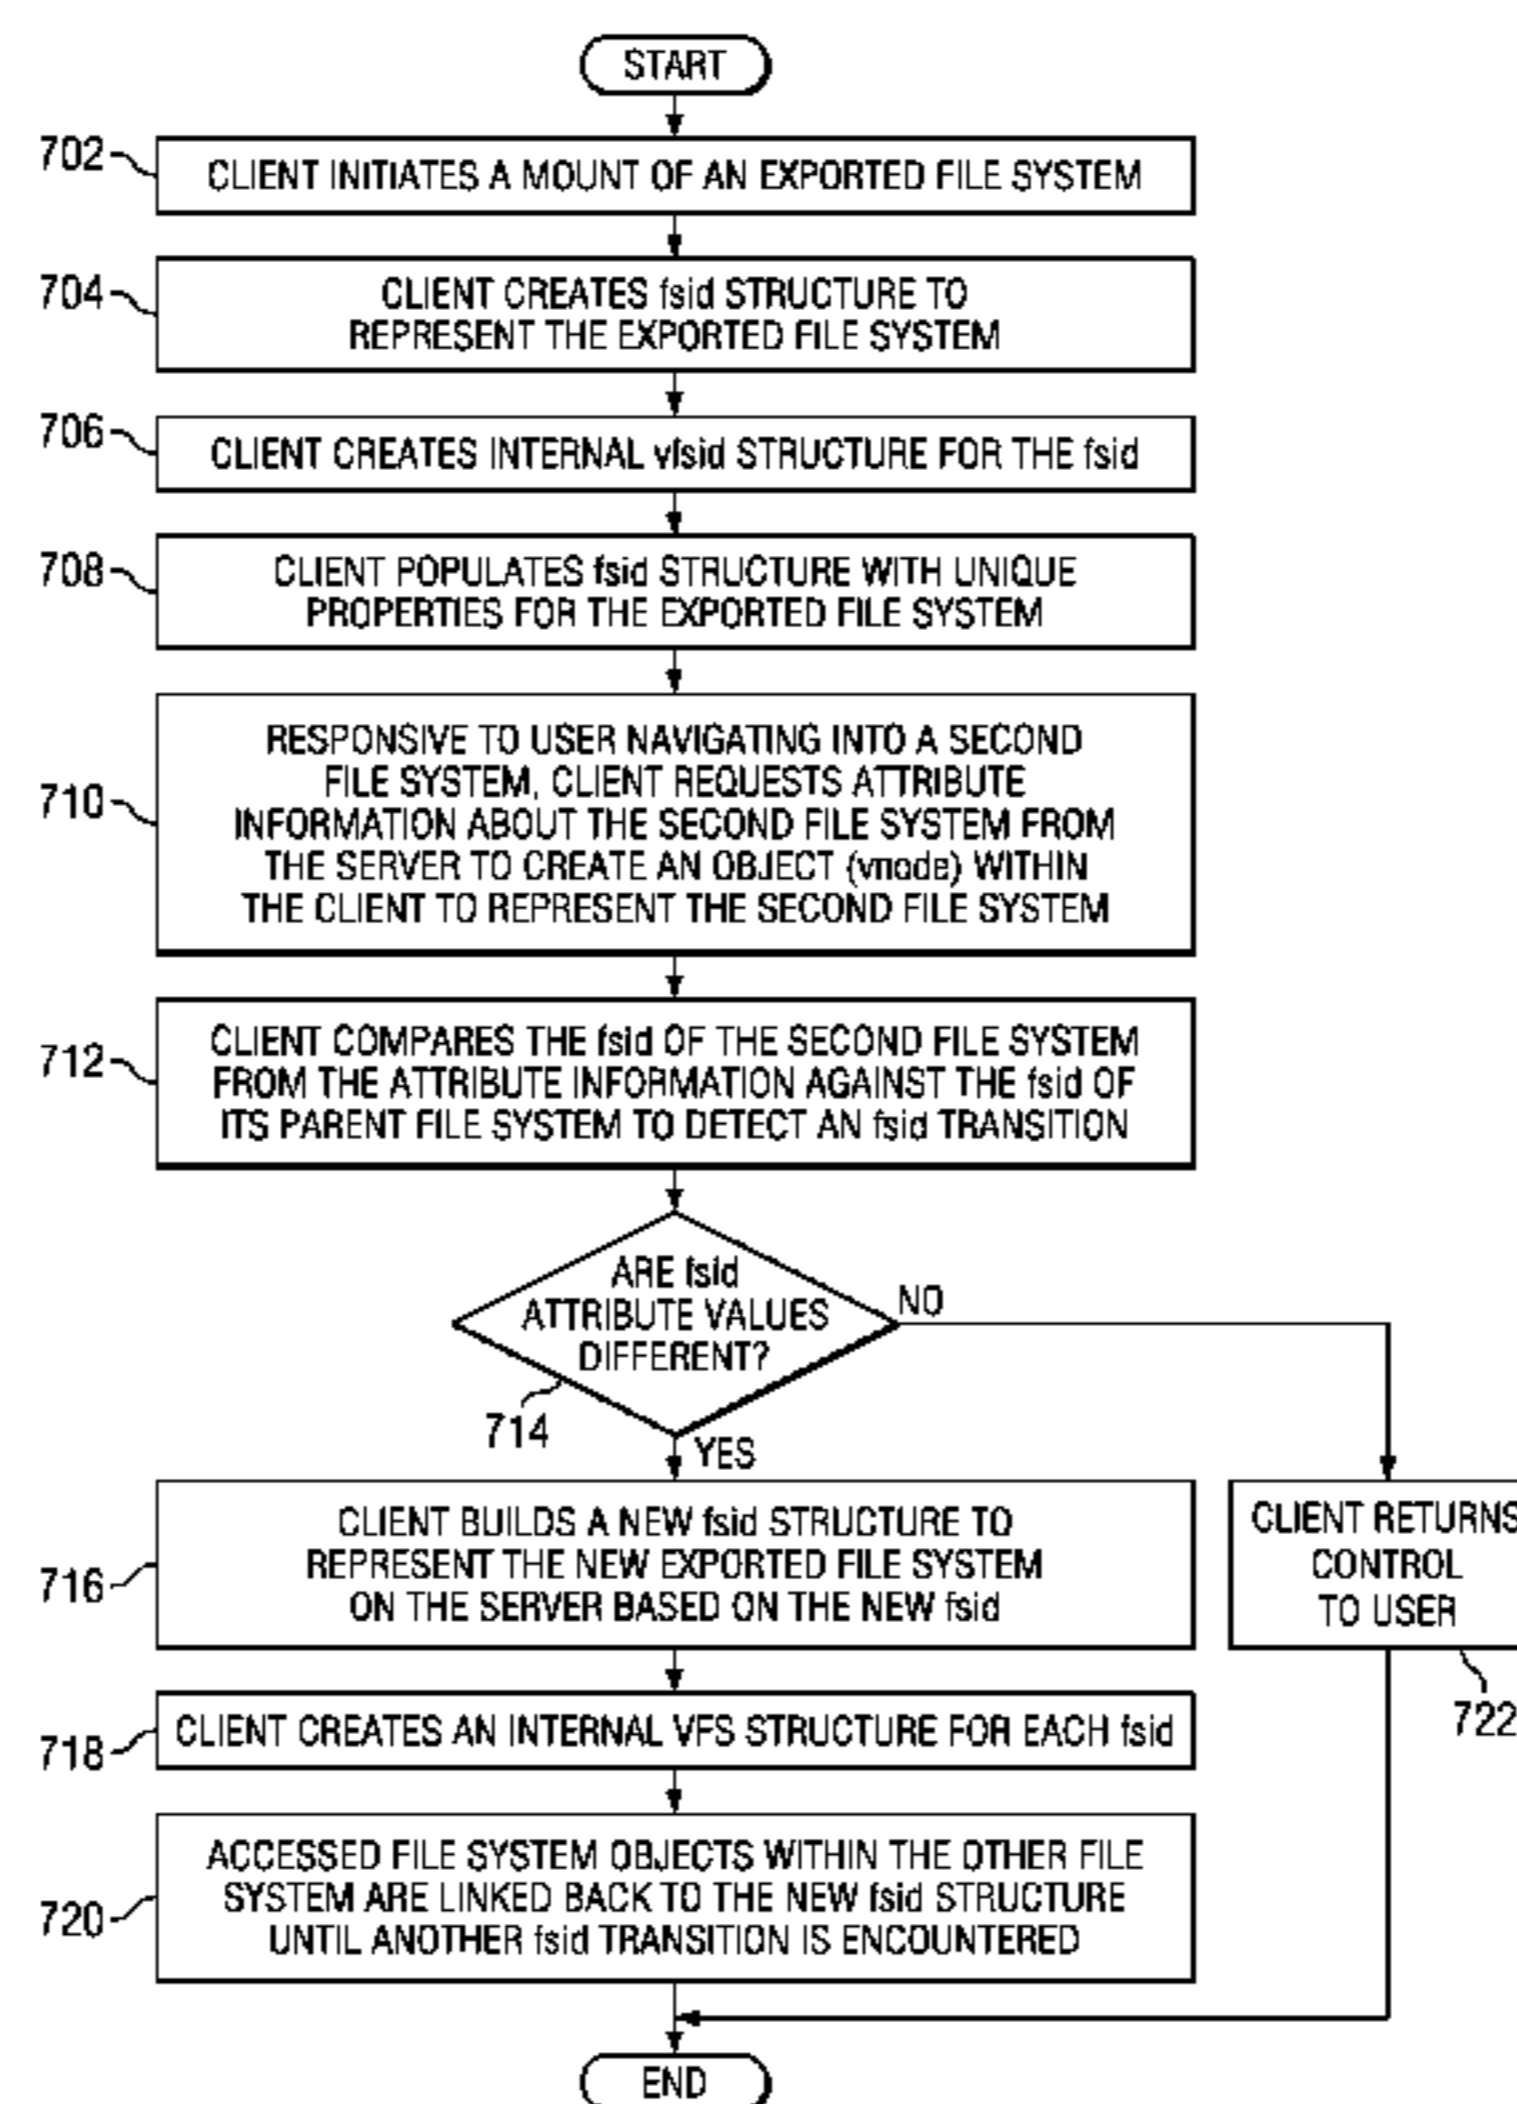 START
702
CLIENT INITIATES A MOUNT OF AN EXPORTED FILE SYSTEM
704
CLIENT CREATES fsid STRUCTURE TO
REPRESENT THE EXPORTED FILE SYSTEM
706
CLIENT CREATES INTERNAL vfsid STRUCTURE FOR THE fsid
708
CLIENT POPULATES fsid STRUCTURE WITH UNIQUE
PROPERTIES FOR THE EXPORTED FILE SYSTEM
710
RESPONSIVE TO USER NAVIGATING INTO A SECOND
FILE SYSTEM, CLIENT REQUESTS ATTRIBUTE
INFORMATION ABOUT THE SECOND FILE SYSTEM FROM
THE SERVER TO CREATE AN OBJECT (vnode) WITHIN
THE CLIENT TO REPRESENT THE SECOND FILE SYSTEM
712
CLIENT COMPARES THE fsid OF THE SECOND FILE SYSTEM
FROM THE ATTRIBUTE INFORMATION AGAINST THE fsid OF
ITS PARENT FILE SYSTEM TO DETECT AN fsid TRANSITION
ARE fsid
ATTRIBUTE VALUES
DIFFERENT?
NO
714
YES
716
CLIENT BUILDS A NEW fsid STRUCTURE TO
REPRESENT THE NEW EXPORTED FILE SYSTEM
ON THE SERVER BASED ON THE NEW fsid
CLIENT RETURNS
CONTROL
TO USER
722
718
CLIENT CREATES AN INTERNAL VFS STRUCTURE FOR EACH fsid
720
ACCESSED FILE SYSTEM OBJECTS WITHIN THE OTHER FILE
SYSTEM ARE LINKED BACK TO THE NEW fsid STRUCTURE
UNTIL ANOTHER fsid TRANSITION IS ENCOUNTERED
END